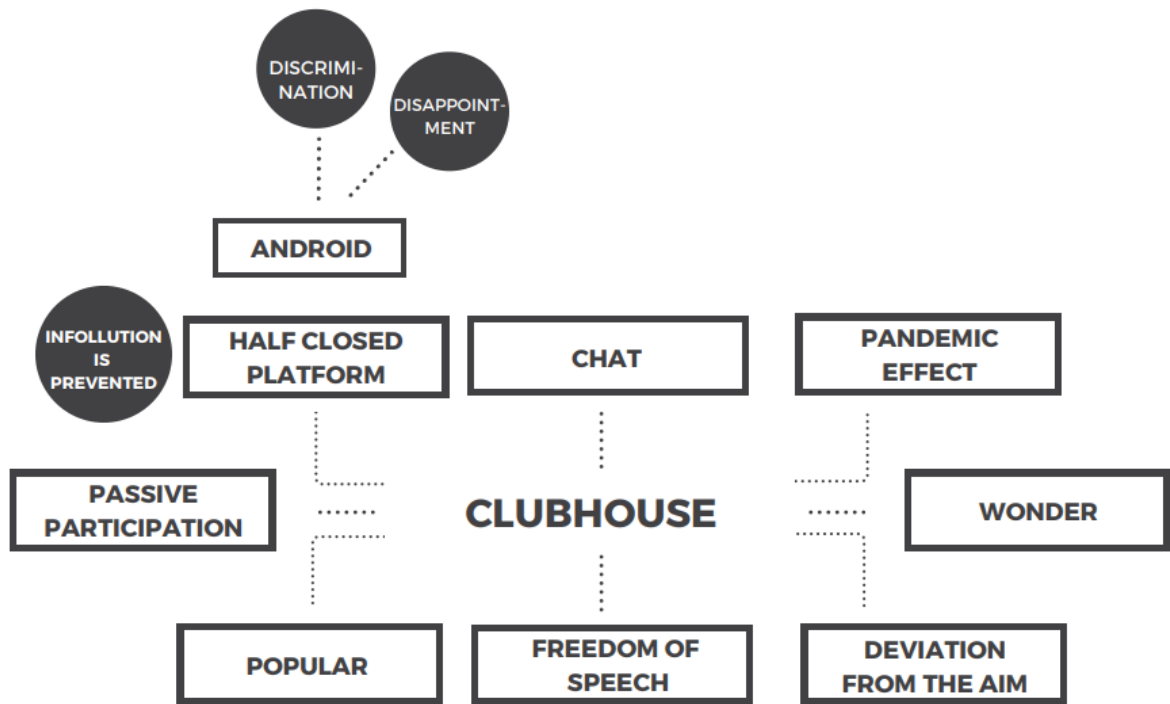 DISCRIMI-
NATION
DISAPPOINT-
MENT
ANDROID
INFOLLUTION
IS
PREVENTED
HALF CLOSED
PLATFORM
CHAT
PANDEMIC
EFFECT
PASSIVE
PARTICIPATION
CLUBHOUSE
WONDER
POPULAR
FREEDOM OF
SPEECH
DEVIATION
FROM THE AIM